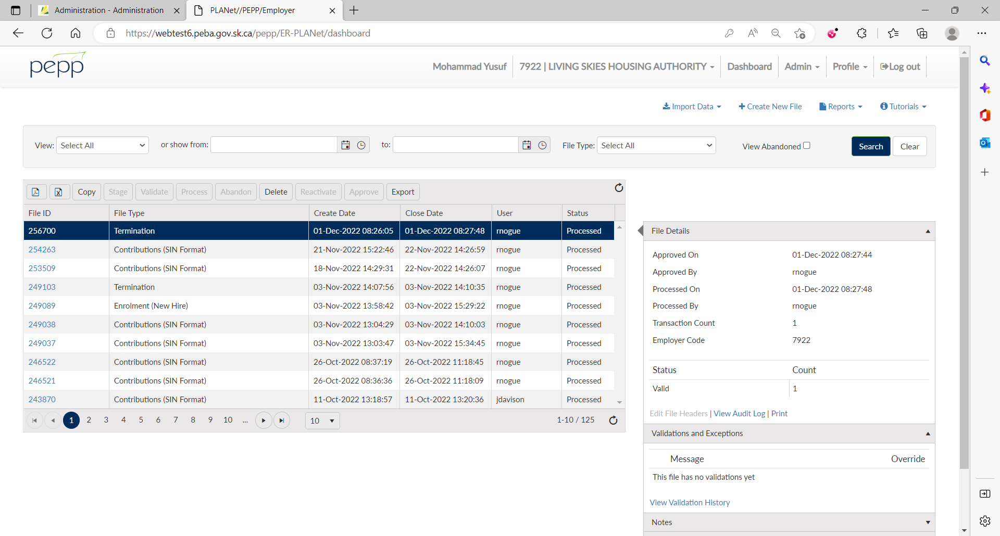 Administration - Administration
PLANet//PEPP/Employer
https://webtest6.peba.gov.sk.ca/pepp/ER-PLANet/dashboard
pepp
Mohammad Yusuf
7922 | LIVING SKIES HOUSING AUTHORITY
Dashboard
Admin
Profile
Log out
Import Data
Create New File
Reports
Tutorials
View: Select All or show from: to: File Type: Select All View Abandoned Search Clear
Copy Stage Validate Process Abandon Delete Reactivate Approve Export
File ID File Type Create Date Close Date User Status
256700 Termination 01-Dec-2022 08:26:05 01-Dec-2022 08:27:48 rnogue Processed
254263 Contributions (SIN Format) 21-Nov-2022 15:22:46 22-Nov-2022 14:26:59 rnogue Processed
253509 Contributions (SIN Format) 18-Nov-2022 14:29:31 22-Nov-2022 14:26:07 rnogue Processed
249103 Termination 03-Nov-2022 14:07:56 03-Nov-2022 14:10:35 rnogue Processed
249089 Enrolment (New Hire) 03-Nov-2022 13:58:42 03-Nov-2022 15:29:22 rnogue Processed
249038 Contributions (SIN Format) 03-Nov-2022 13:04:29 03-Nov-2022 14:10:03 rnogue Processed
249037 Contributions (SIN Format) 03-Nov-2022 13:03:47 03-Nov-2022 15:34:45 rnogue Processed
246522 Contributions (SIN Format) 26-Oct-2022 08:37:19 26-Oct-2022 11:18:45 rnogue Processed
246521 Contributions (SIN Format) 26-Oct-2022 08:36:36 26-Oct-2022 11:18:09 rnogue Processed
243870 Contributions (SIN Format) 11-Oct-2022 13:18:57 11-Oct-2022 13:20:36 jdavison Processed
1 2 3 4 5 6 7 8 9 10 ... 10 1-10 / 125
File Details
Approved On 01-Dec-2022 08:27:44
Approved By rnogue
Processed On 01-Dec-2022 08:27:48
Processed By rnogue
Transaction Count 1
Employer Code 7922
Status Count
Valid 1
Edit File Headers | View Audit Log | Print
Validations and Exceptions
Message Override
This file has no validations yet
View Validation History
Notes